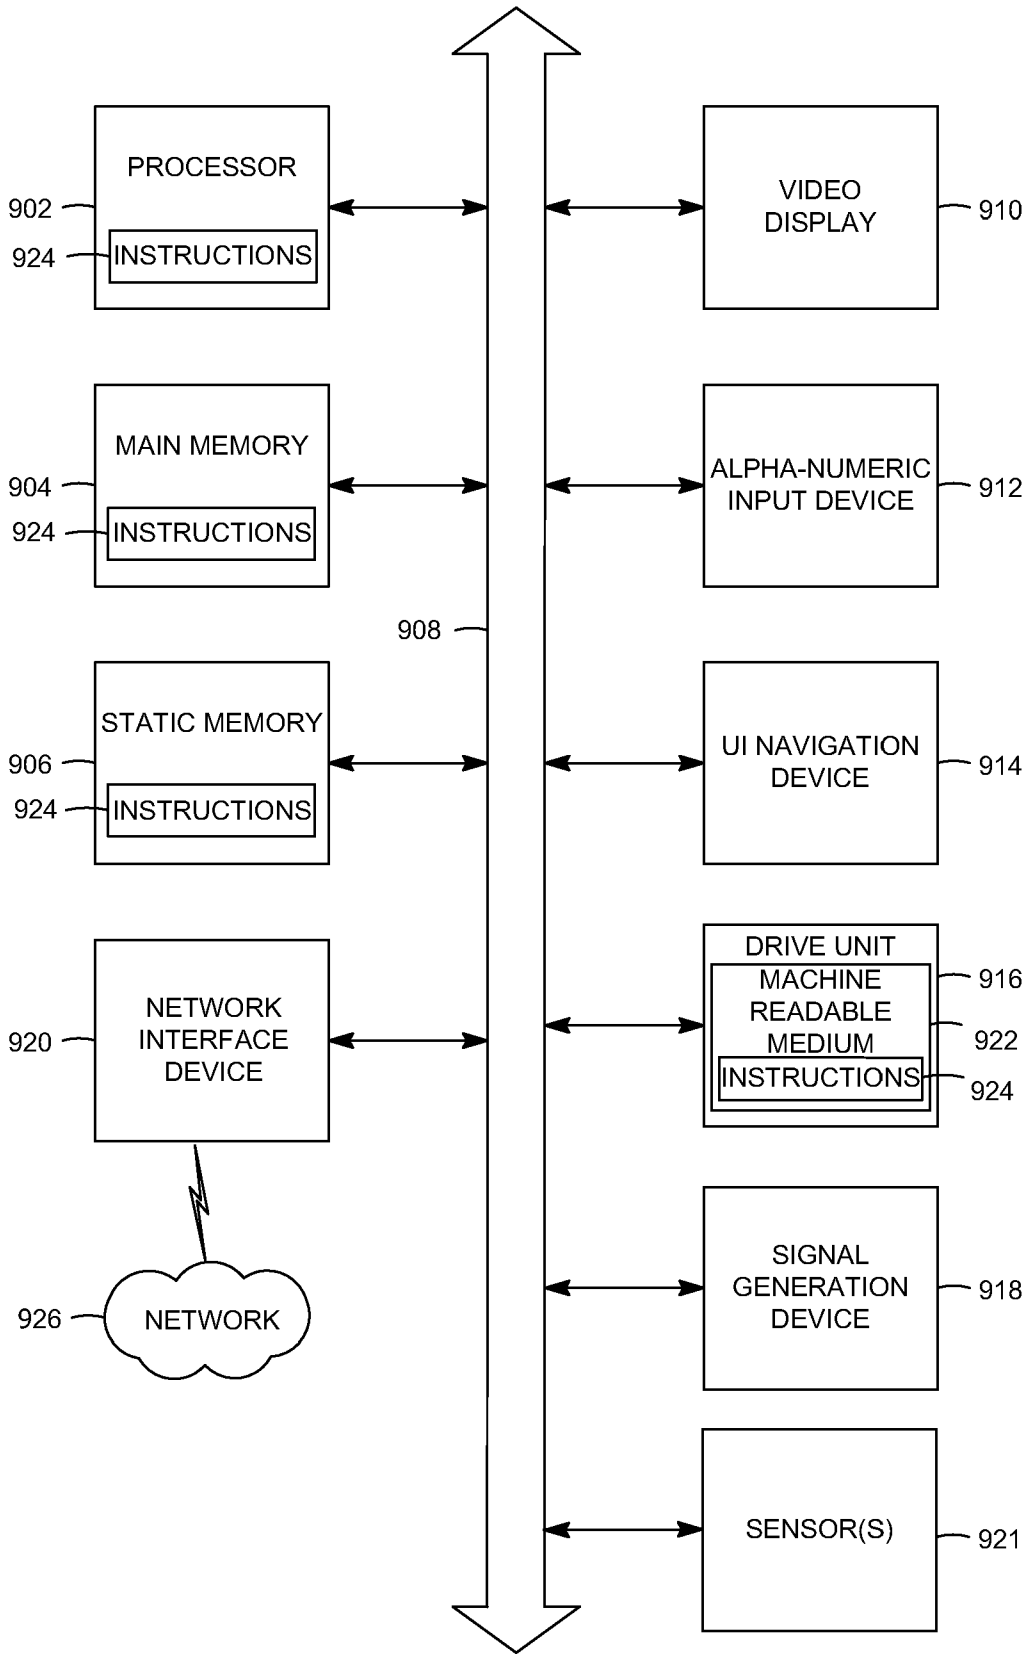 PROCESSOR
902
924
INSTRUCTIONS
VIDEO
DISPLAY
910
MAIN MEMORY
904
924
INSTRUCTIONS
ALPHA-NUMERIC
INPUT DEVICE
912
908
STATIC MEMORY
906
924
INSTRUCTIONS
UI NAVIGATION
DEVICE
914
NETWORK
INTERFACE
DEVICE
920
DRIVE UNIT
916
MACHINE
READABLE
MEDIUM
922
INSTRUCTIONS
924
NETWORK
926
SIGNAL
GENERATION
DEVICE
918
SENSOR(S)
921